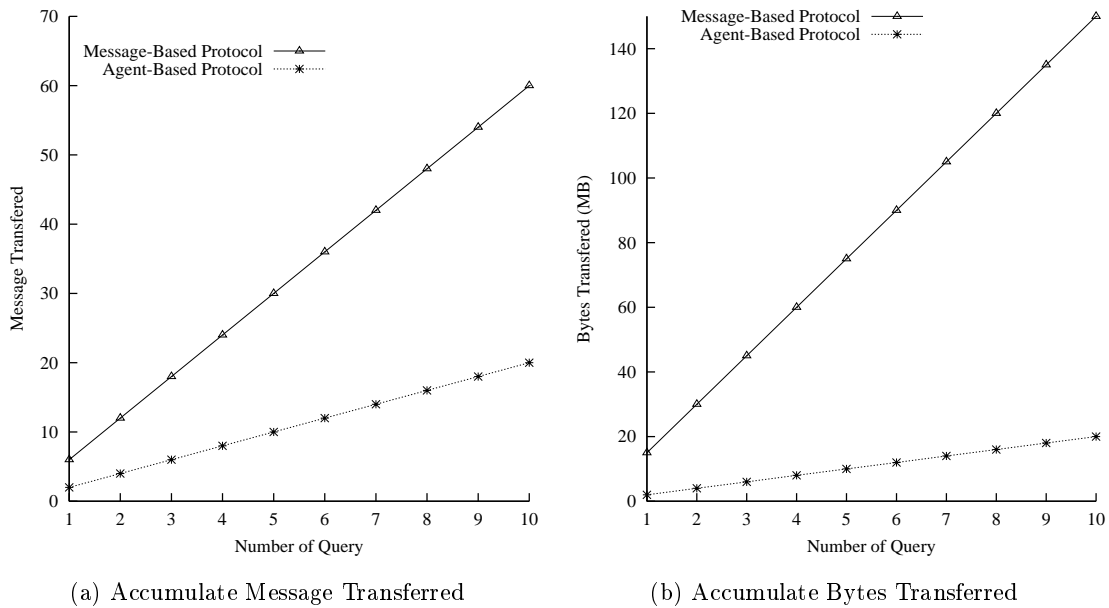 70
60
50
40
30
20
10
0
Message Transfered
Message-Based Protocol
Agent-Based Protocol
1 2 3 4 5 6 7 8 9 10
Number of Query
(a) Accumulate Message Transferred
140
120
100
80
60
40
20
0
Bytes Transfered (MB)
Message-Based Protocol
Agent-Based Protocol
1 2 3 4 5 6 7 8 9 10
Number of Query
(b) Accumulate Bytes Transferred